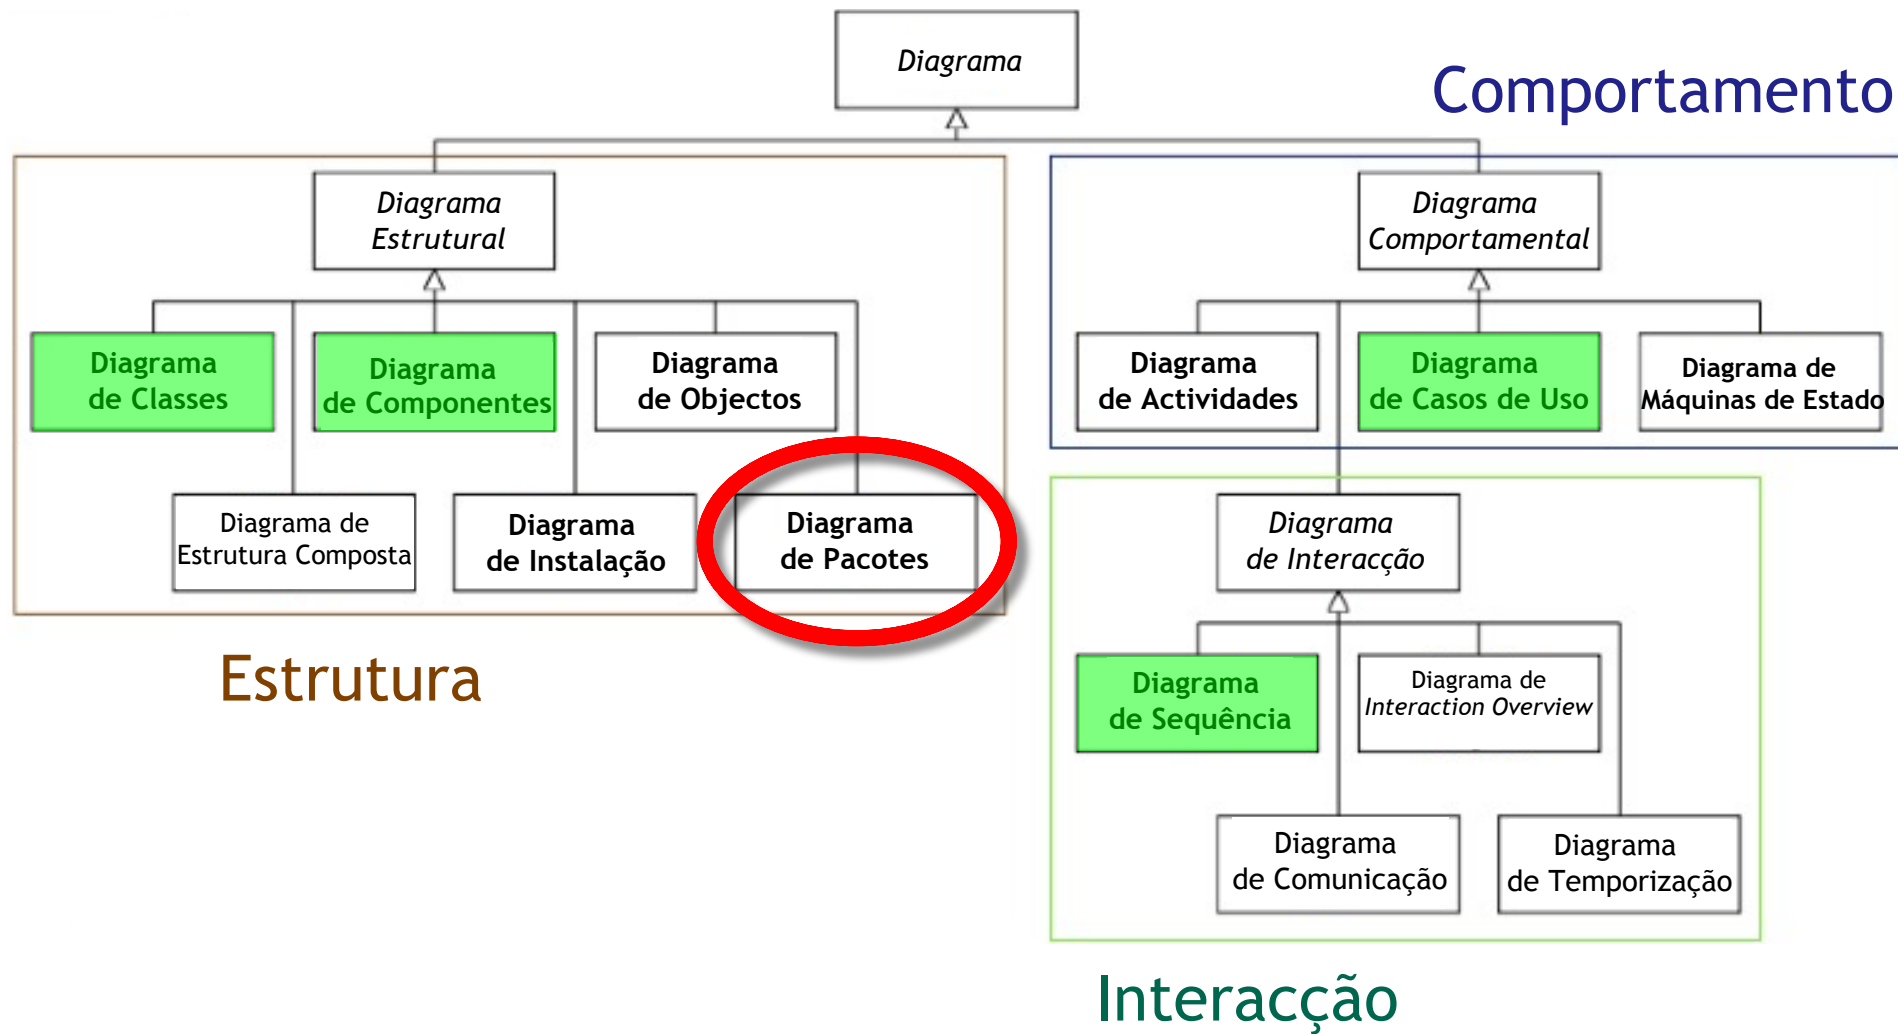 Diagrama
Comportamento
Diagrama
Estrutural
Diagrama
Comportamental
Diagrama
de Classes
Diagrama
de Componentes
Diagrama
de Objectos
Diagrama
de Actividades
Diagrama
de Casos de Uso
Diagrama de
Máquinas de Estado
Diagrama de
Estrutura Composta
Diagrama
de Instalação
Diagrama
de Pacotes
Diagrama
de Interacção
Estrutura
Diagrama
de Sequência
Diagrama de
Interaction Overview
Diagrama
de Comunicação
Diagrama
de Temporização
Interacção